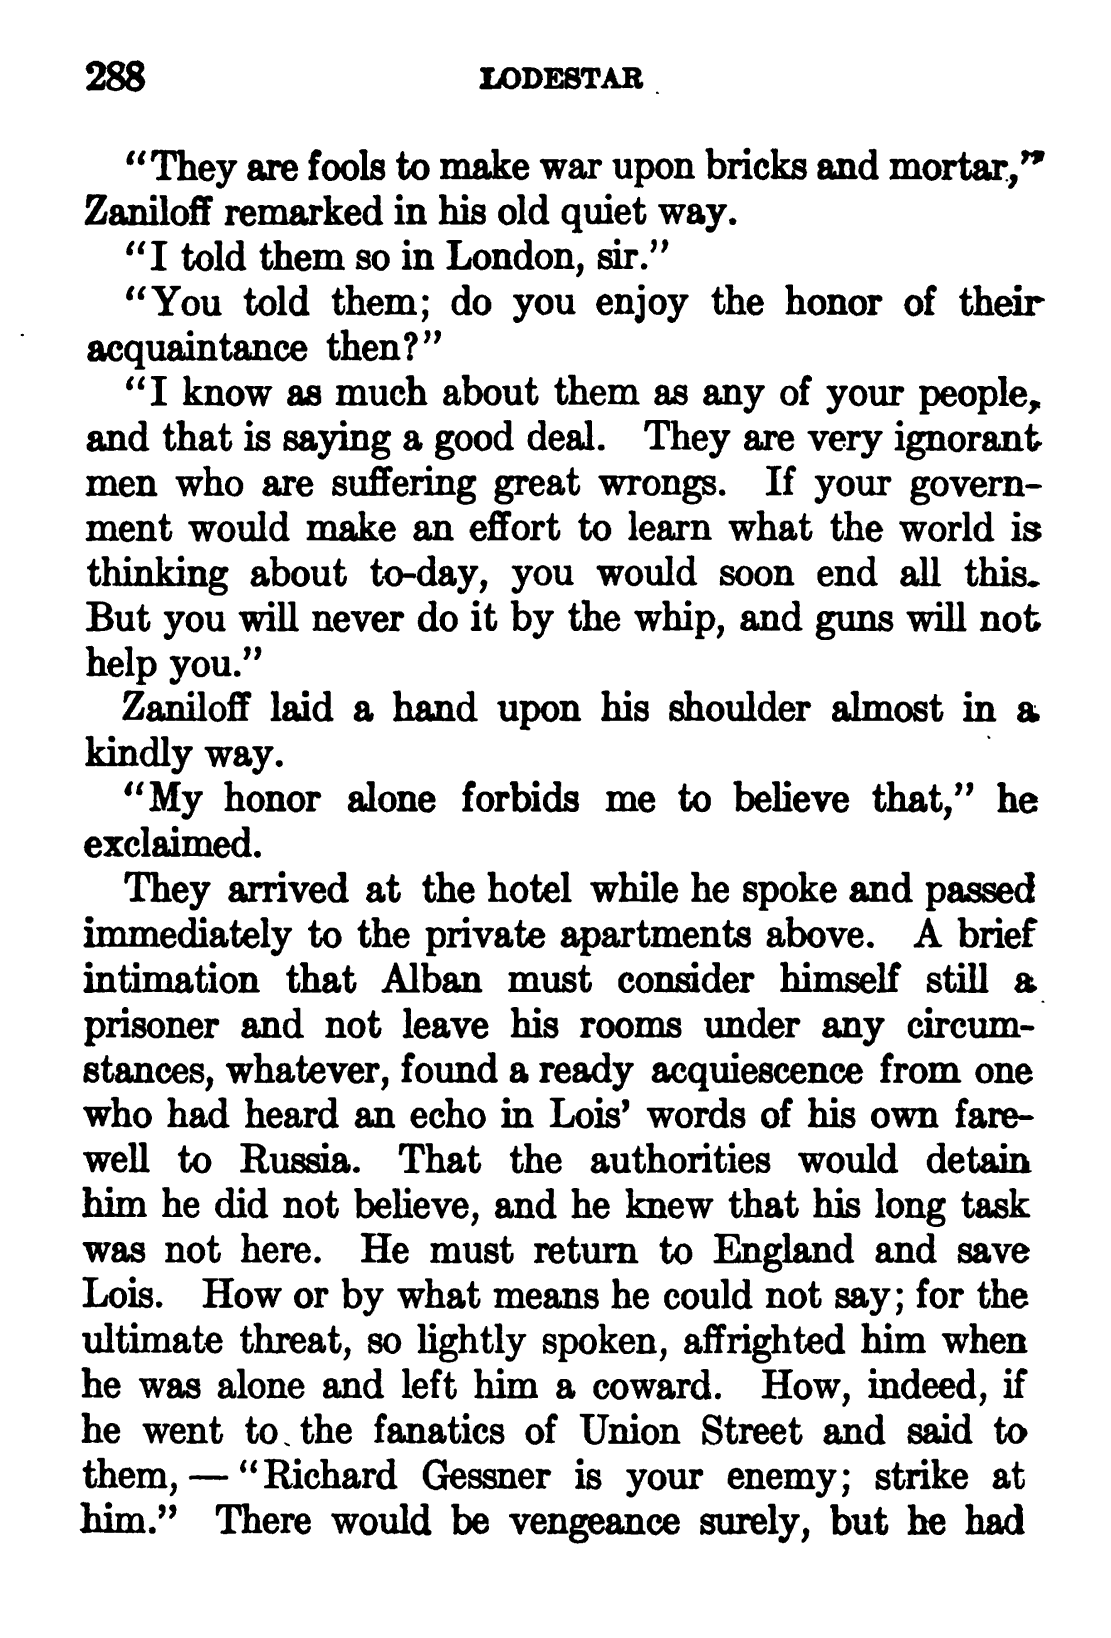 288 LODESTAR
“They are fools to make war upon bricks and mortar,”
Zaniloff remarked in his old quiet way.
“I told them so in London, sir.”
“You told them; do you enjoy the honor of their
acquaintance then?”
“I know as much about them as any of your people,
and that is saying a good deal. They are very ignorant
men who are suffering great wrongs. If your govern-
ment would make an effort to learn what the world is
thinking about to-day, you would soon end all this.
But you will never do it by the whip, and guns will not
help you.”
Zaniloff laid a hand upon his shoulder almost in a
kindly way.
“My honor alone forbids me to believe that,” he
exclaimed.
They arrived at the hotel while he spoke and passed
immediately to the private apartments above. A brief
intimation that Alban must consider himself still a
prisoner and not leave his rooms under any circum-
stances, whatever, found a ready acquiescence from one
who had heard an echo in Lois’ words of his own fare-
well to Russia. That the authorities would detain
him he did not believe, and he knew that his long task
was not here. He must return to England and save
Lois. How or by what means he could not say; for the
ultimate threat, so lightly spoken, affrighted him when
he was alone and left him a coward. How, indeed, if
he went to the fanatics of Union Street and said to
them, — “Richard Gessner is your enemy; strike at
him.” There would be vengeance surely, but he had